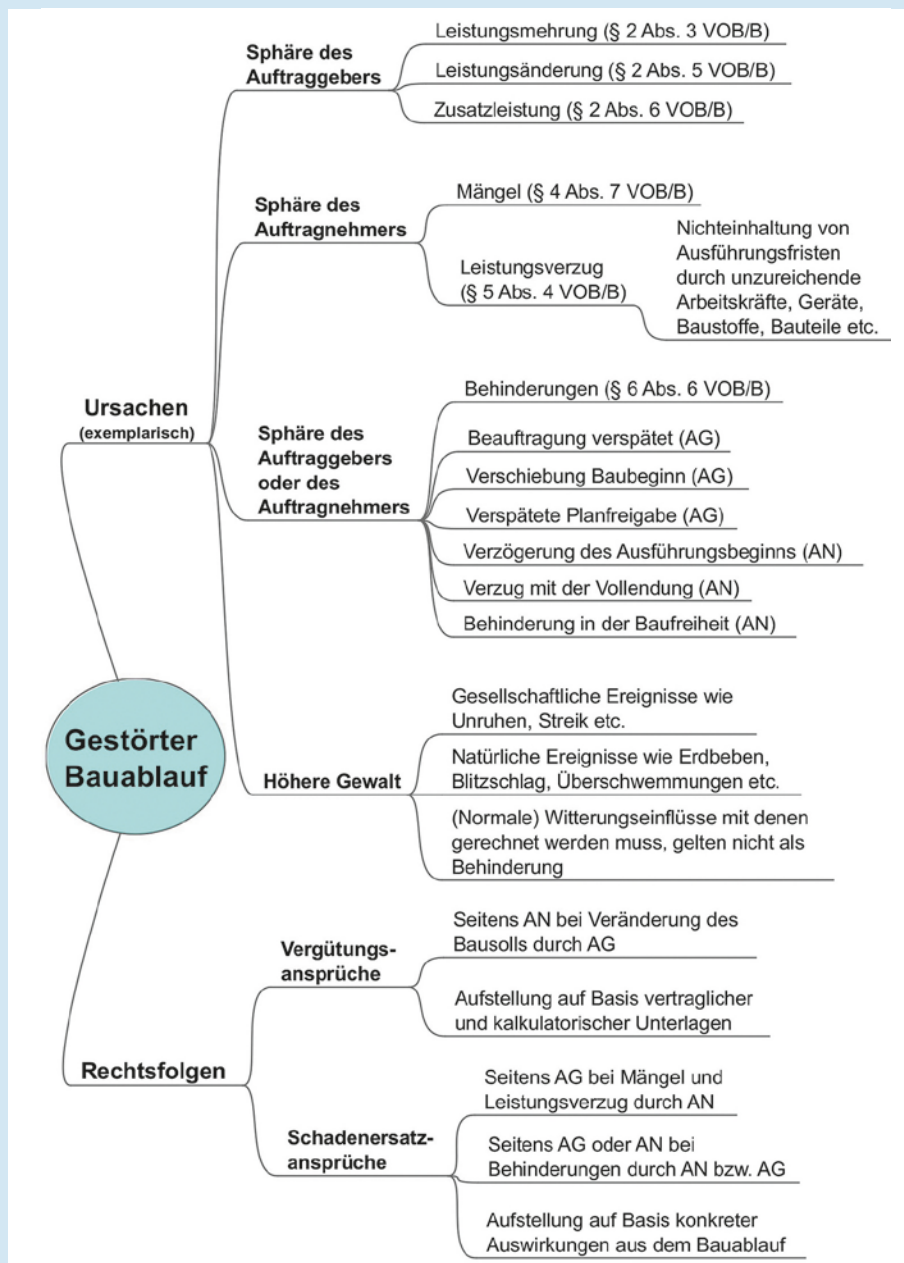 Gestörter
Bauablauf
Ursachen
(exemplarisch)
Sphäre des
Auftraggebers
Leistungsmehrung (§ 2 Abs. 3 VOB/B)
Leistungsänderung (§ 2 Abs. 5 VOB/B)
Zusatzleistung (§ 2 Abs. 6 VOB/B)
Sphäre des
Auftragnehmers
Mängel (§ 4 Abs. 7 VOB/B)
Leistungsverzug
(§ 5 Abs. 4 VOB/B)
Nichteinhaltung von
Ausführungsfristen
durch unzureichende
Arbeitskräfte, Geräte,
Baustoffe, Bauteile etc.
Sphäre des
Auftraggebers
oder des
Auftragnehmers
Behinderungen (§ 6 Abs. 6 VOB/B)
Beauftragung verspätet (AG)
Verschiebung Baubeginn (AG)
Verspätete Planfreigabe (AG)
Verzögerung des Ausführungsbeginns (AN)
Verzug mit der Vollendung (AN)
Behinderung in der Baufreiheit (AN)
Höhere Gewalt
Gesellschaftliche Ereignisse wie
Unruhen, Streik etc.
Natürliche Ereignisse wie Erdbeben,
Blitzschlag, Überschwemmungen etc.
(Normale) Witterungseinflüsse mit denen
gerechnet werden muss, gelten nicht als
Behinderung
Rechtsfolgen
Vergütungs-
ansprüche
Seitens AN bei Veränderung des
Bausolls durch AG
Aufstellung auf Basis vertraglicher
und kalkulatorischer Unterlagen
Schadenersatz-
ansprüche
Seitens AG bei Mängel und
Leistungsverzug durch AN
Seitens AG oder AN bei
Behinderungen durch AN bzw. AG
Aufstellung auf Basis konkreter
Auswirkungen aus dem Bauablauf